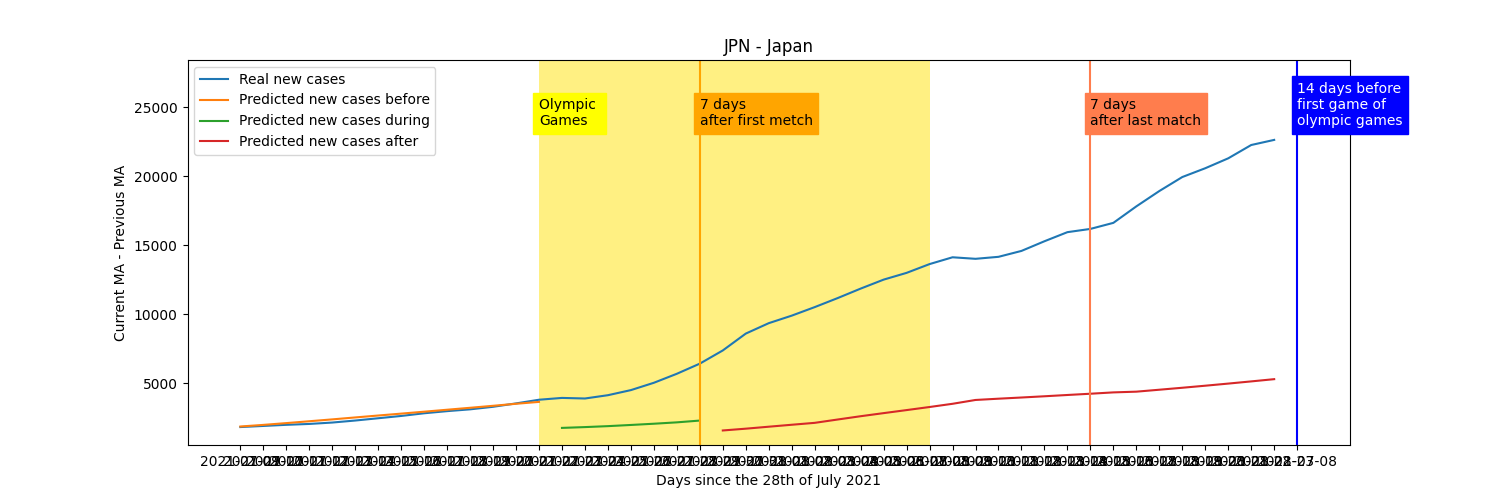 JPN - Japan
Real new cases
Predicted new cases before
Predicted new cases during
Predicted new cases after
Olympic
Games
7 days
after first metch
7 days
after last match
14 days before
first game of
olympic games
Current MA - Previous MA
25000
20000
15000
10000
5000
Days since the 28th of July 2021